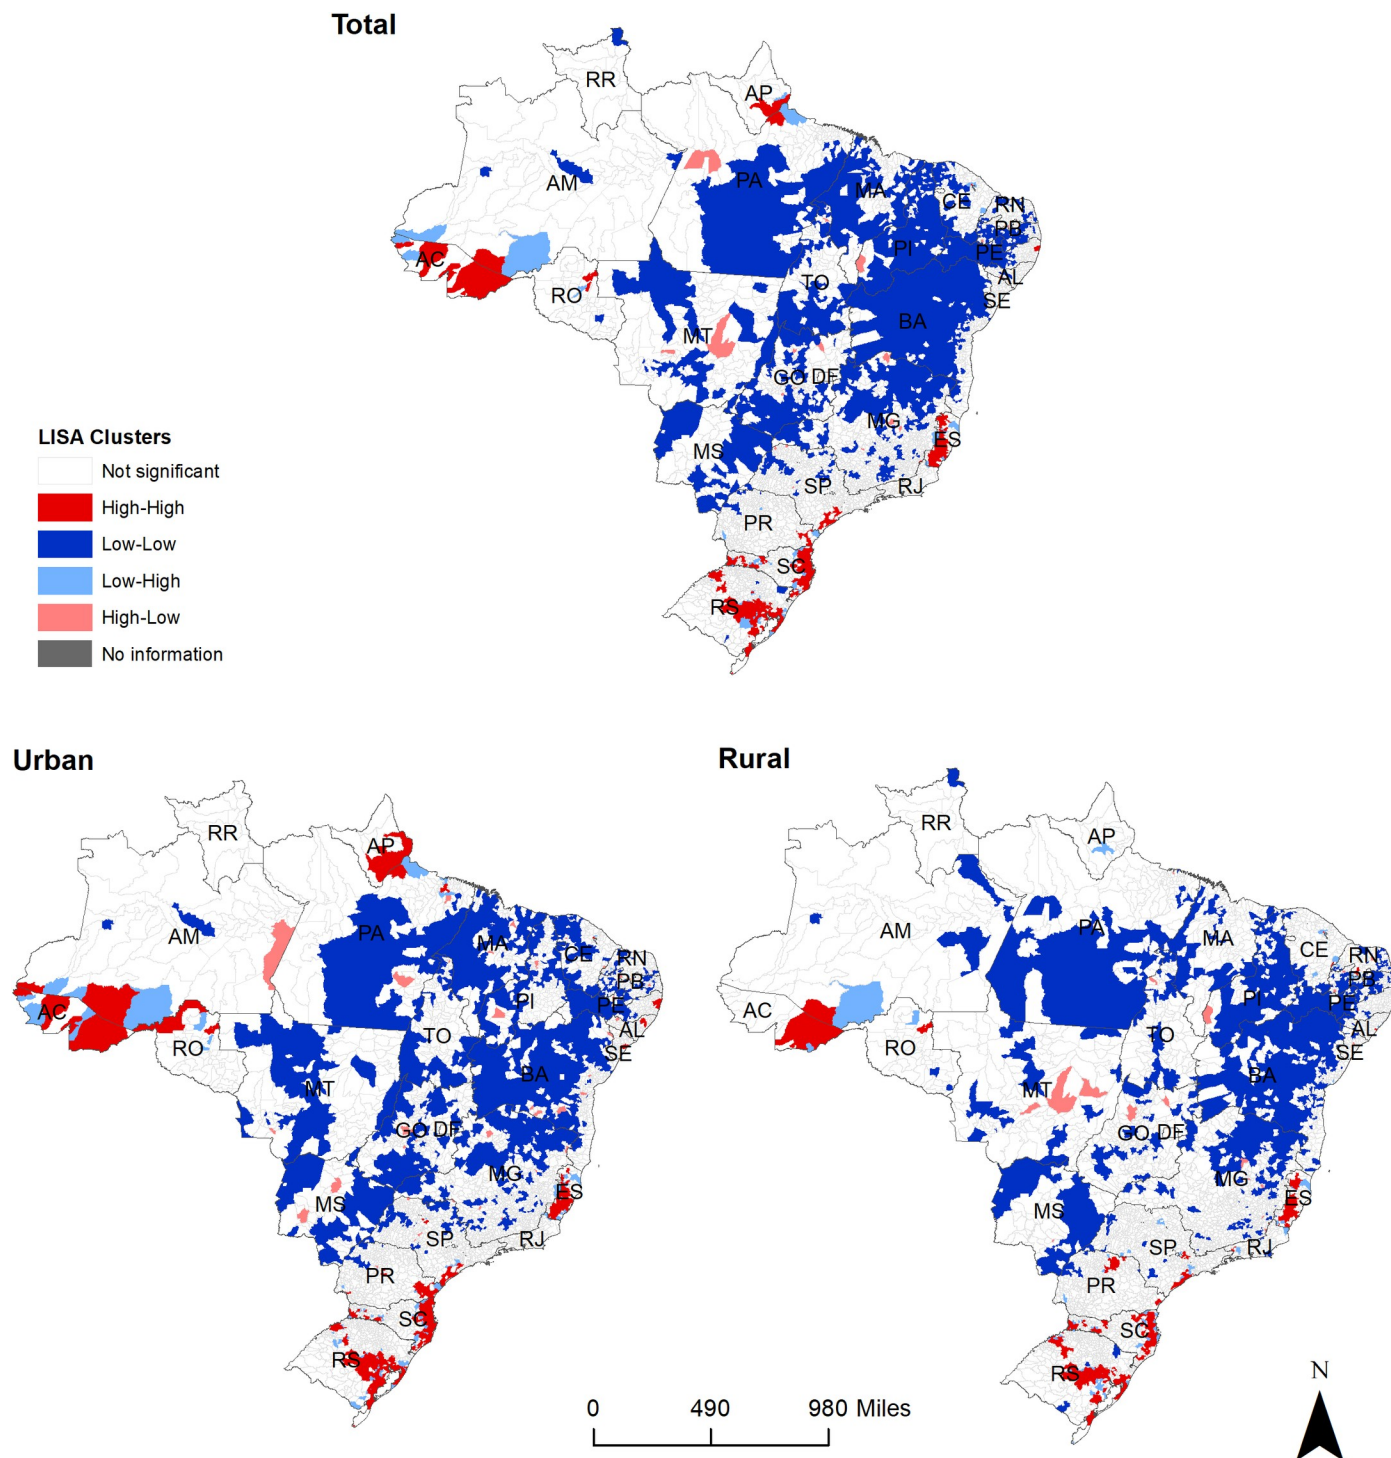 Total
RR
AP
AM
PA
MA
CE
RN
PB
PI
PE
AC
AL
TO
SE
RO
BA
MT
GO DF
MG
ES
MS
SP
RJ
PR
SC
RS
LISA Clusters
Not significant
High-High
Low-Low
Low-High
High-Low
No information
Urban
RR
AP
AM
PA
MA
CE
RN
PB
PI
PE
AC
AL
TO
RO
SE
BA
MT
GO DF
MG
ES
MS
SP
RJ
PR
SC
RS
Rural
RR
AP
AM
PA
MA
CE
RN
PB
PI
PE
AC
AL
TO
RO
SE
BA
MT
GO DF
MG
ES
MS
SP
RJ
PR
SC
RS
0 490 980 Miles
N